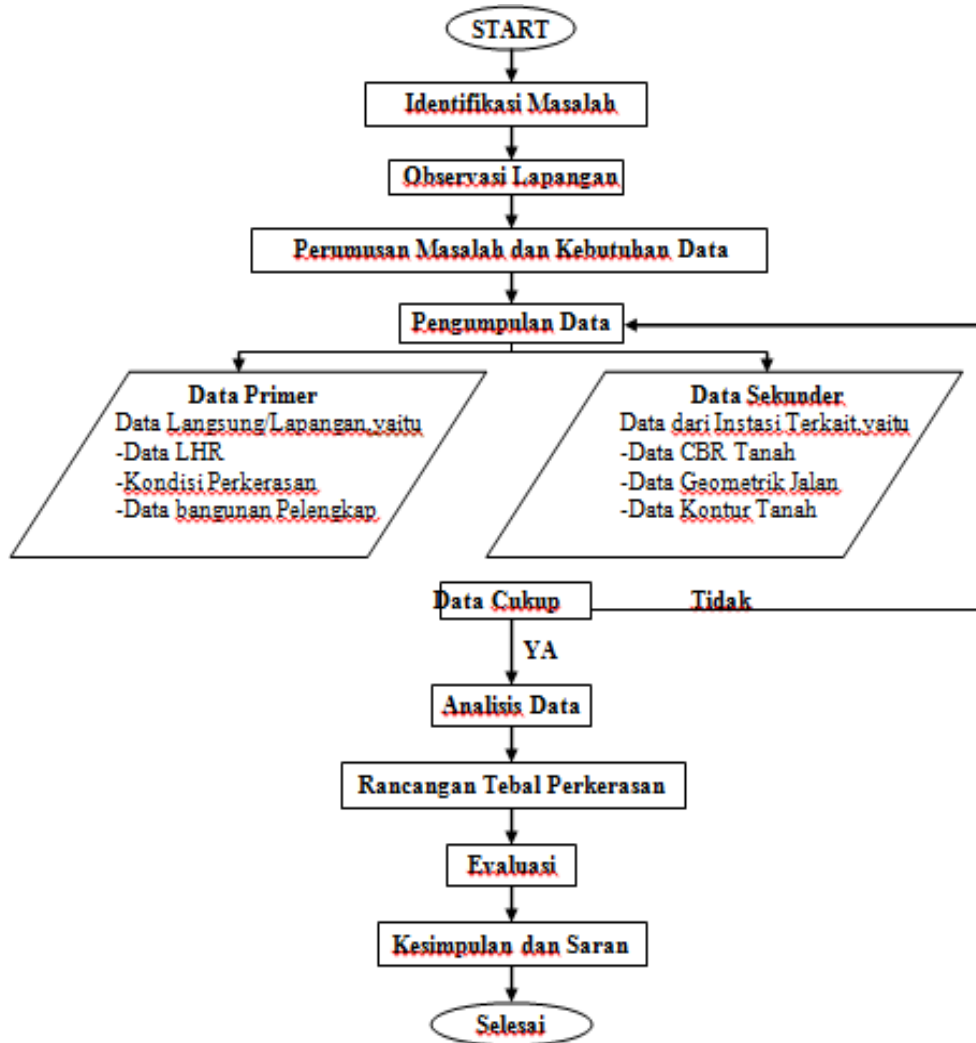 START
Identifikasi Masalah
Observasi Lapangan
Perumusan Masalah dan Kebutuhan Data
Pengumpulan Data
Data Primer
Data Langsung/Lapangan,yaitu
-Data LHR
-Kondisi Perkerasan
-Data bangunan Pelengkap
Data Sekunder
Data dari Instasi Terkait,yaitu
-Data CBR Tanah
-Data Geometrik Jalan
-Data Kontur Tanah
Data Cukup
Tidak
YA
Analisis Data
Rancangan Tebal Perkerasan
Evaluasi
Kesimpulan dan Saran
Selesai